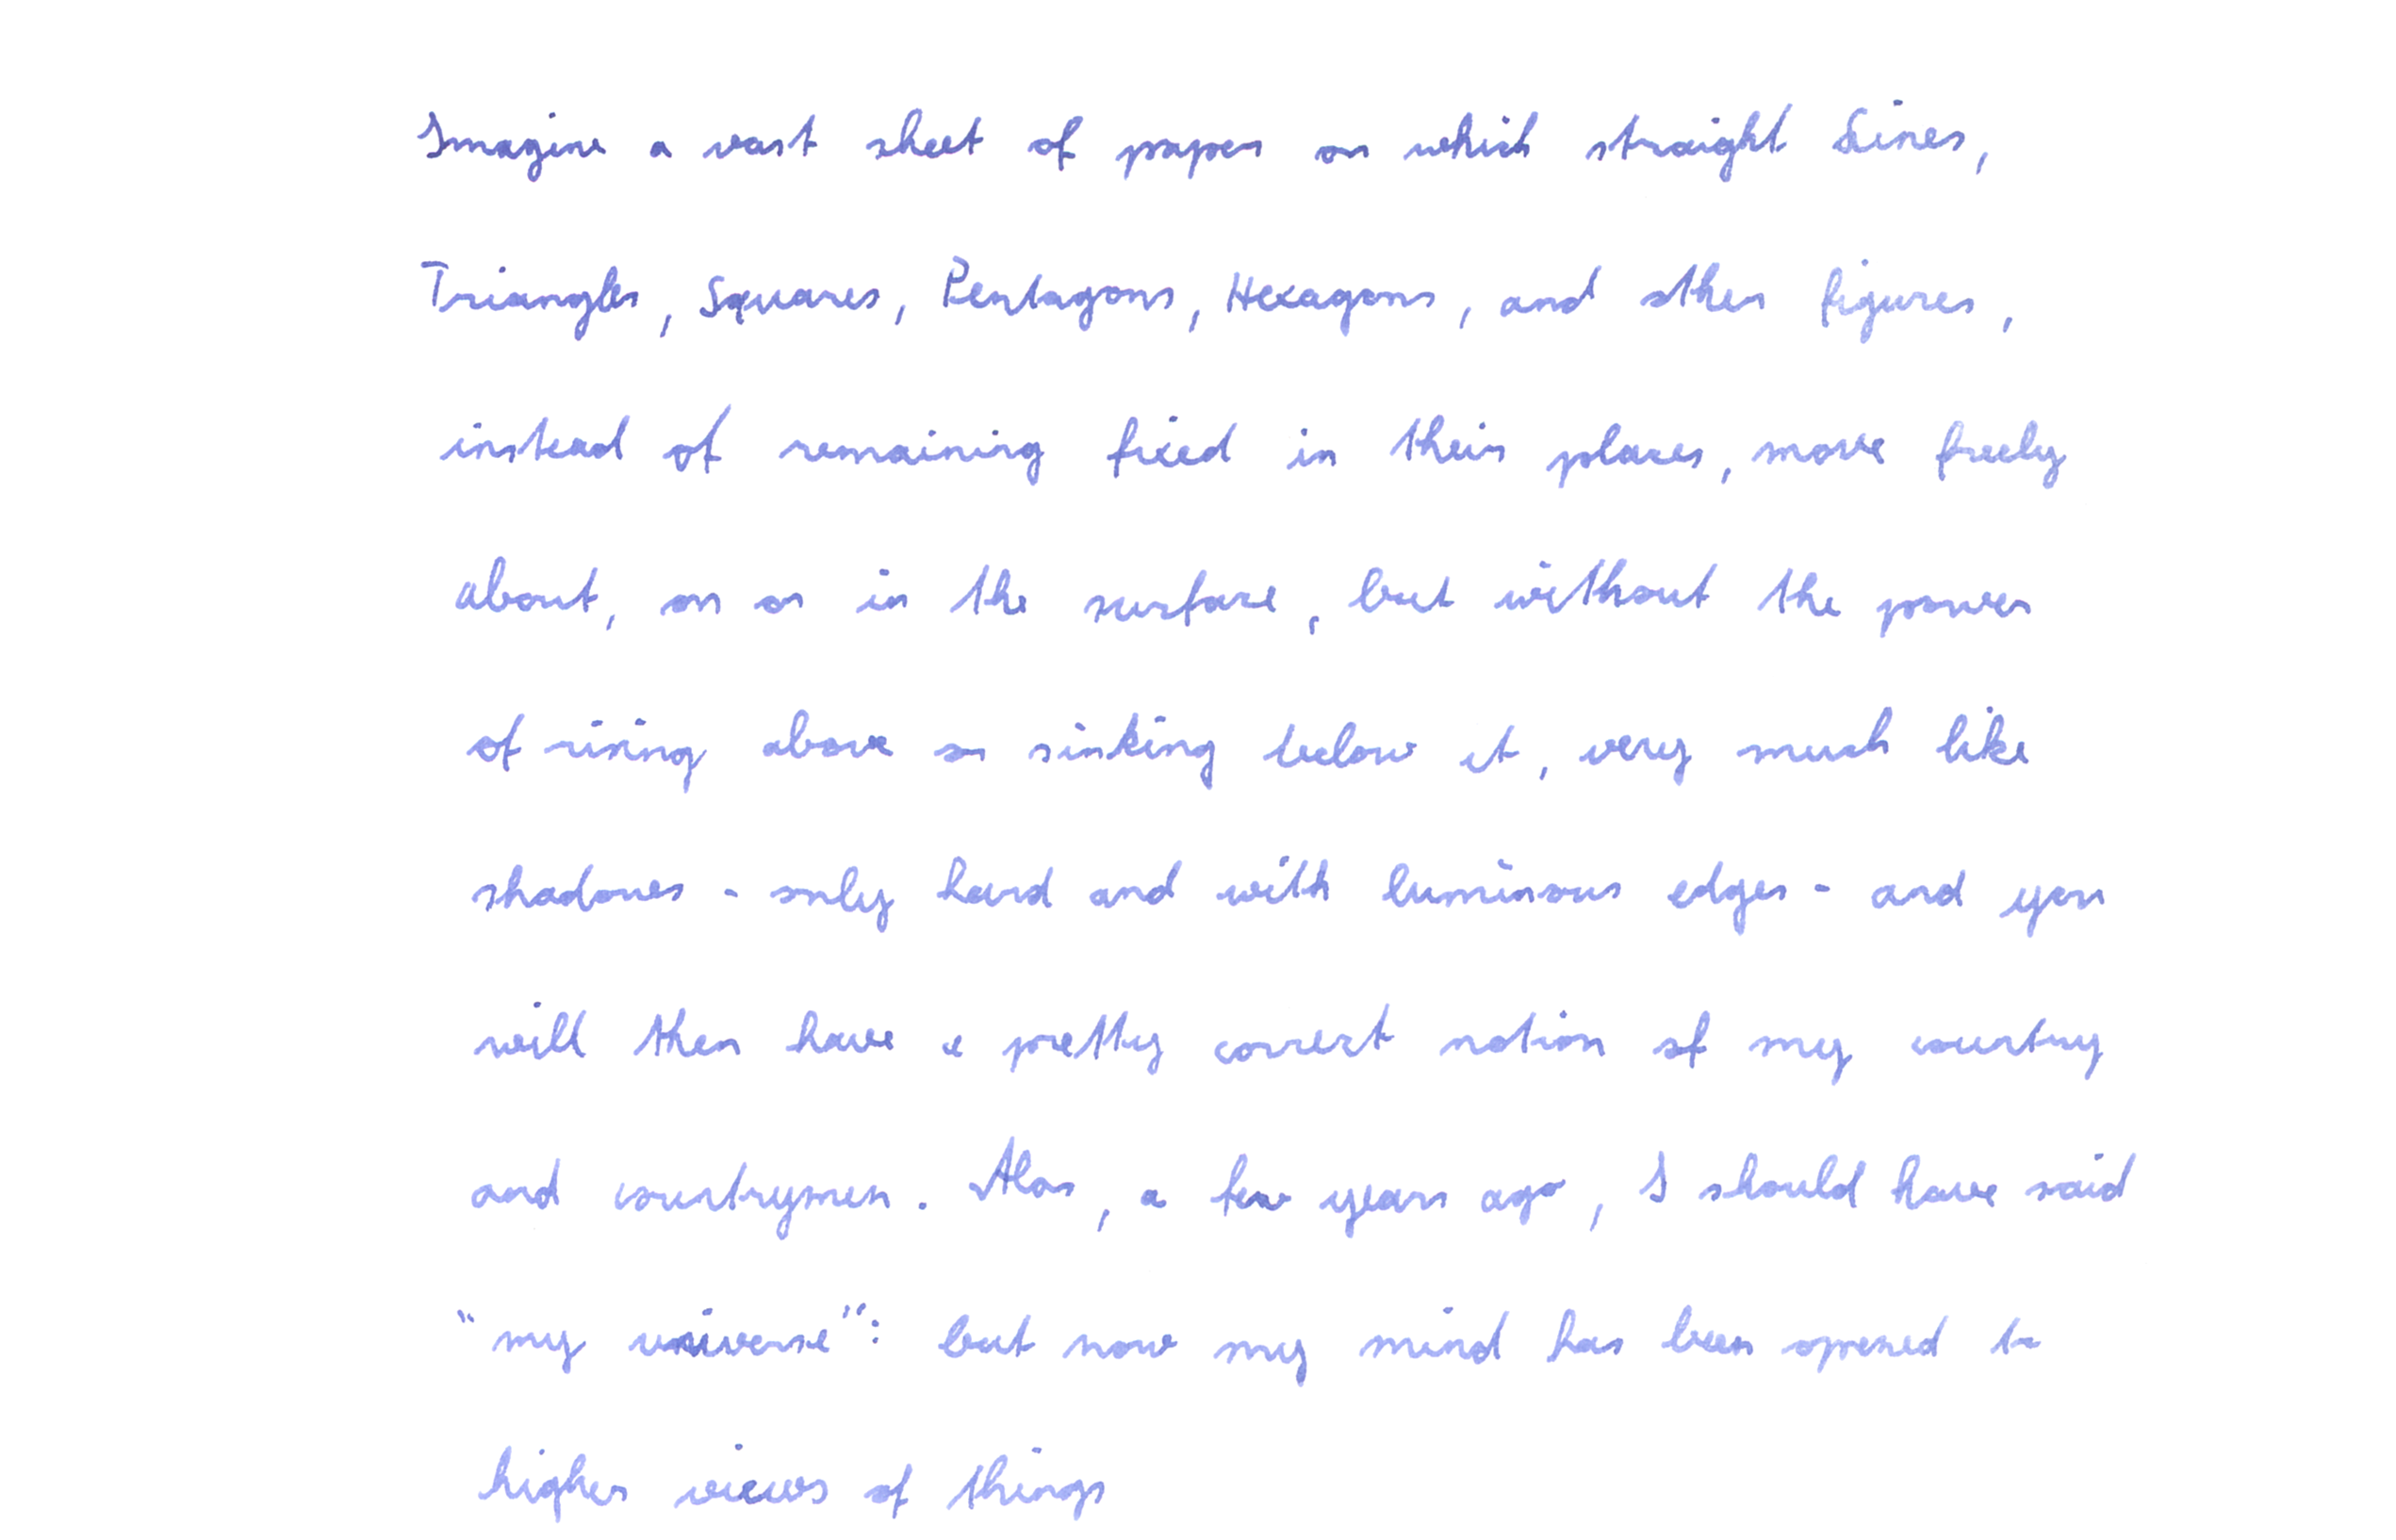 Imagine a vast sheet of paper on which straight Lines,
Triangles, Squares, Pentagons, Hexagons, and other figures,
instead of remaining fixed in their places, move freely
about, on or in the surface, but without the power
of rising above or sinking below it, very much like
shadows - only hard and with luminous edges - and you
will then have a pretty correct notion of my country
and countrymen. Alas, a few years ago, I should have said
"my universe": but now my mind has been opened to
higher views of things